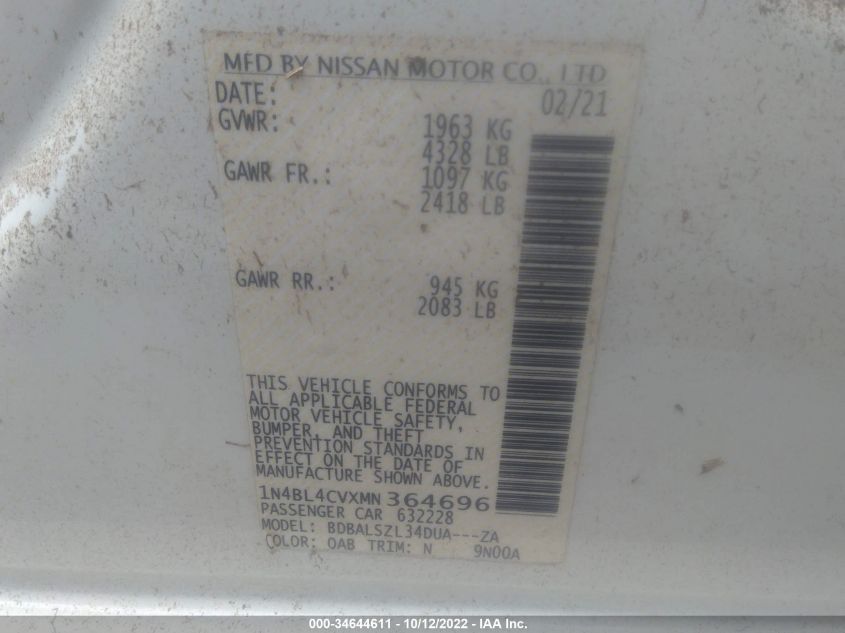 MFD BY NISSAN MOTOR CO., LTD
DATE: 02/21
GVWR: 1963 KG
4328 LB
GAWR FR.: 1097 KG
2418 LB
GAWR RR.: 945 KG
2083 LB
THIS VEHICLE CONFORMS TO
ALL APPLICABLE FEDERAL
MOTOR VEHICLE SAFETY,
BUMPER, AND THEFT
PREVENTION STANDARDS IN
EFFECT ON THE DATE OF
MANUFACTURE SHOWN ABOVE.
1N4BL4CVXMN364696
PASSENGER CAR 632228
MODEL: BDBALSZL34DUA---ZA
COLOR: QAB TRIM: N 9N00A
000-34644611 - 10/12/2022 - IAA Inc.